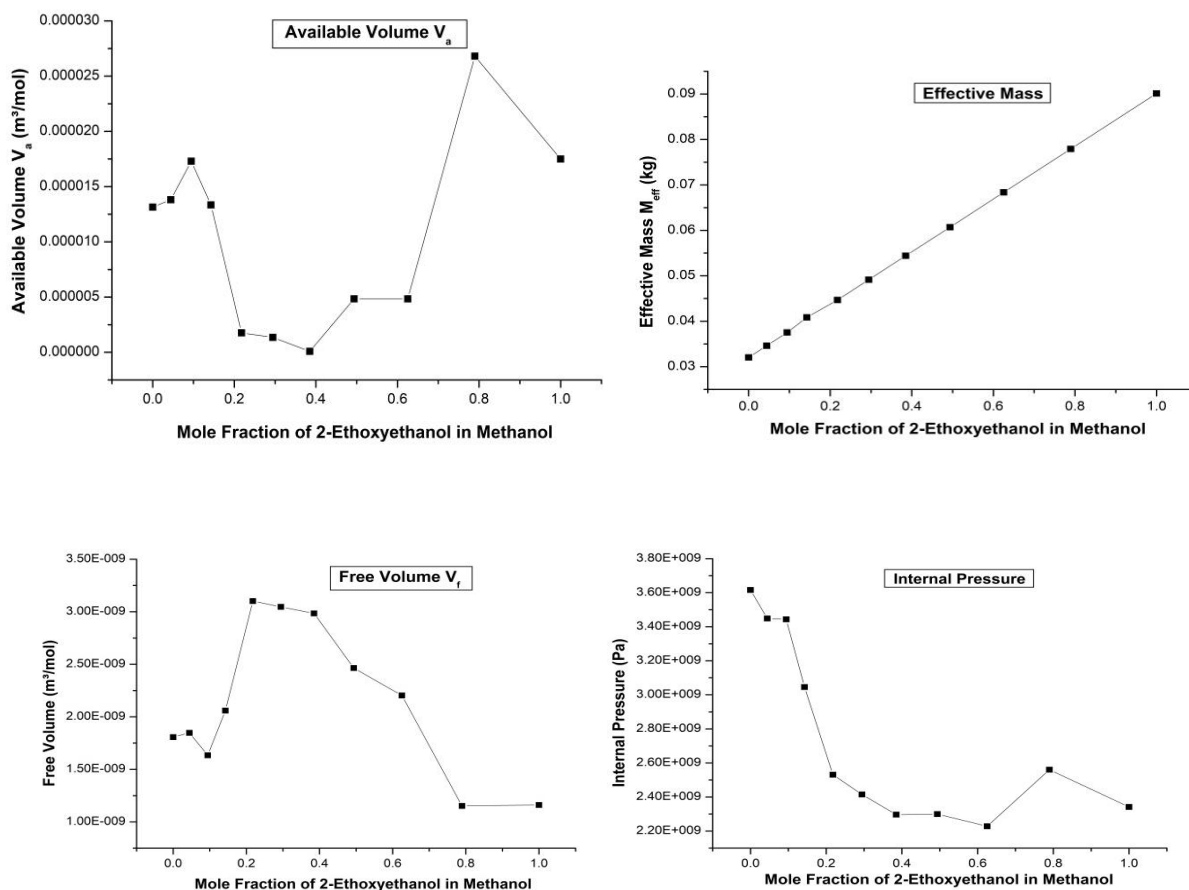 Available Volume Va
Available Volume Va (m³/mol)
0.000030
0.000025
0.000020
0.000015
0.000010
0.000005
0.000000
0.0 0.2 0.4 0.6 0.8 1.0
Mole Fraction of 2-Ethoxyethanol in Methanol
Effective Mass
Effective Mass Meff (kg)
0.09
0.08
0.07
0.06
0.05
0.04
0.03
0.0 0.2 0.4 0.6 0.8 1.0
Mole Fraction of 2-Ethoxyethanol in Methanol
Free Volume Vf
Free Volume (m³/mol)
3.50E-009
3.00E-009
2.50E-009
2.00E-009
1.50E-009
1.00E-009
0.0 0.2 0.4 0.6 0.8 1.0
Mole Fraction of 2-Ethoxyethanol in Methanol
Internal Pressure
Internal Pressure (Pa)
3.80E+009
3.60E+009
3.40E+009
3.20E+009
3.00E+009
2.80E+009
2.60E+009
2.40E+009
2.20E+009
0.0 0.2 0.4 0.6 0.8 1.0
Mole Fraction of 2-Ethoxyethanol in Methanol